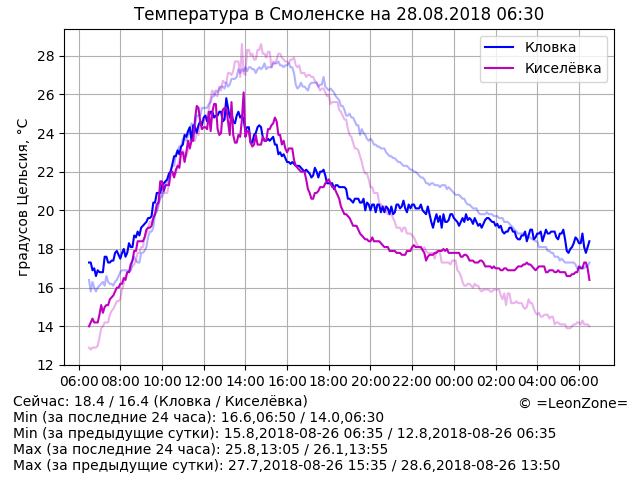 Температура в Смоленске на 28.08.2018 06:30
Кловка
Киселёвка
градусов Цельсия, °C
28
26
24
22
20
18
16
14
12
06:00 08:00 10:00 12:00 14:00 16:00 18:00 20:00 22:00 00:00 02:00 04:00 06:00
Сейчас: 18.4 / 16.4 (Кловка / Киселёвка)
© =LeonZone=
Min (за последние 24 часа): 16.6,06:50 / 14.0,06:30
Min (за предыдущие сутки): 15.8,2018-08-26 06:35 / 12.8,2018-08-26 06:35
Max (за последние 24 часа): 25.8,13:05 / 26.1,13:55
Max (за предыдущие сутки): 27.7,2018-08-26 15:35 / 28.6,2018-08-26 13:50